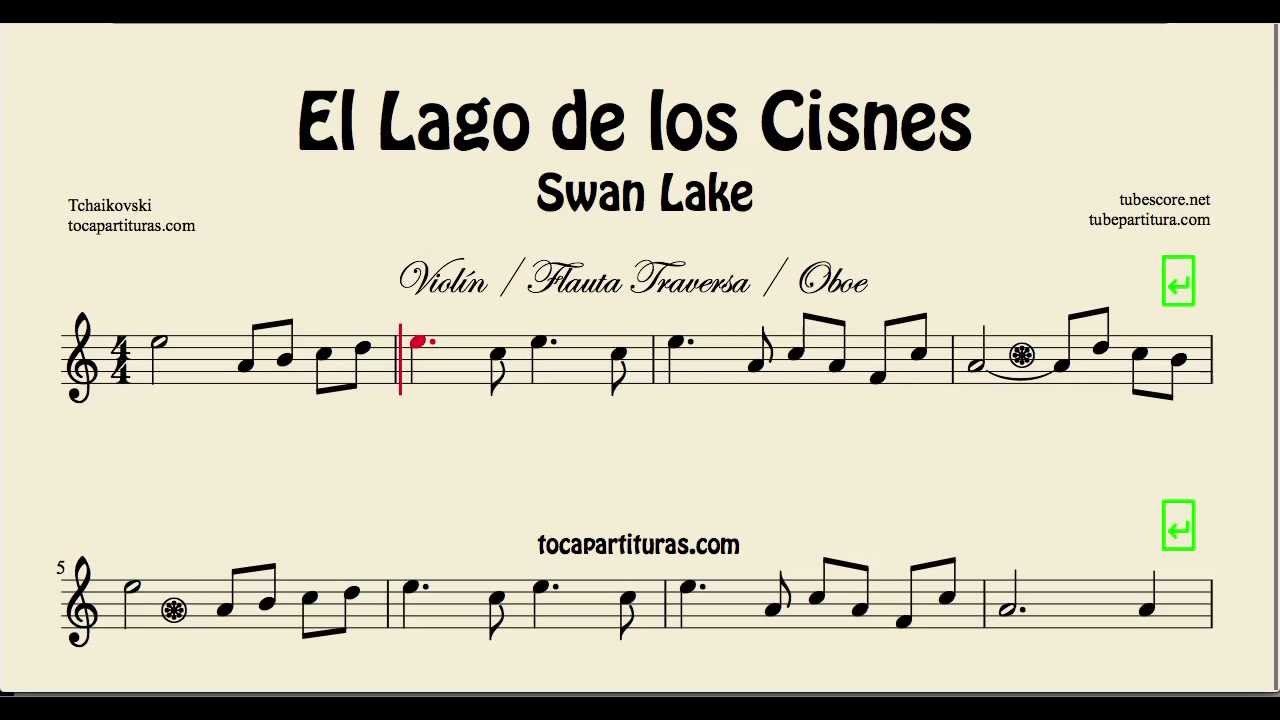 El Lago de los Cisnes
Swan Lake
Tchaikovski
tocapartituras.com
tubescore.net
tubepartitura.com
Violín / Flauta Traversa / Oboe
4
4
tocapartituras.com
5